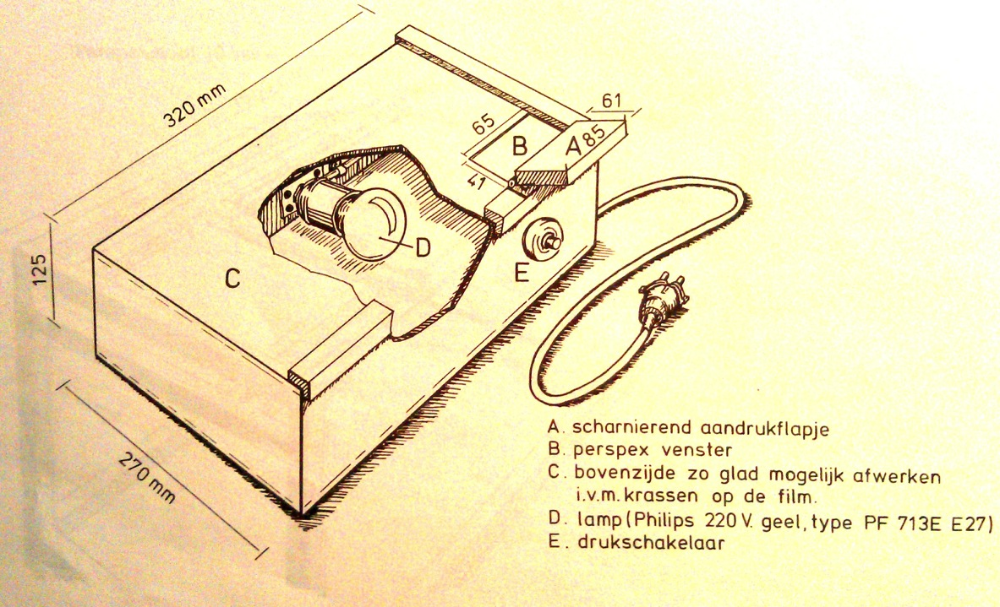 320 mm
61
65
B
A 85
41
D
125
C
E
270 mm
A. scharnierend aandrukflapje
B. perspex venster
C. bovenzijde zo glad mogelijk afwerken
i.v.m. krassen op de film.
D. lamp (Philips 220 V. geel, type PF 713E E27)
E. drukschakelaar